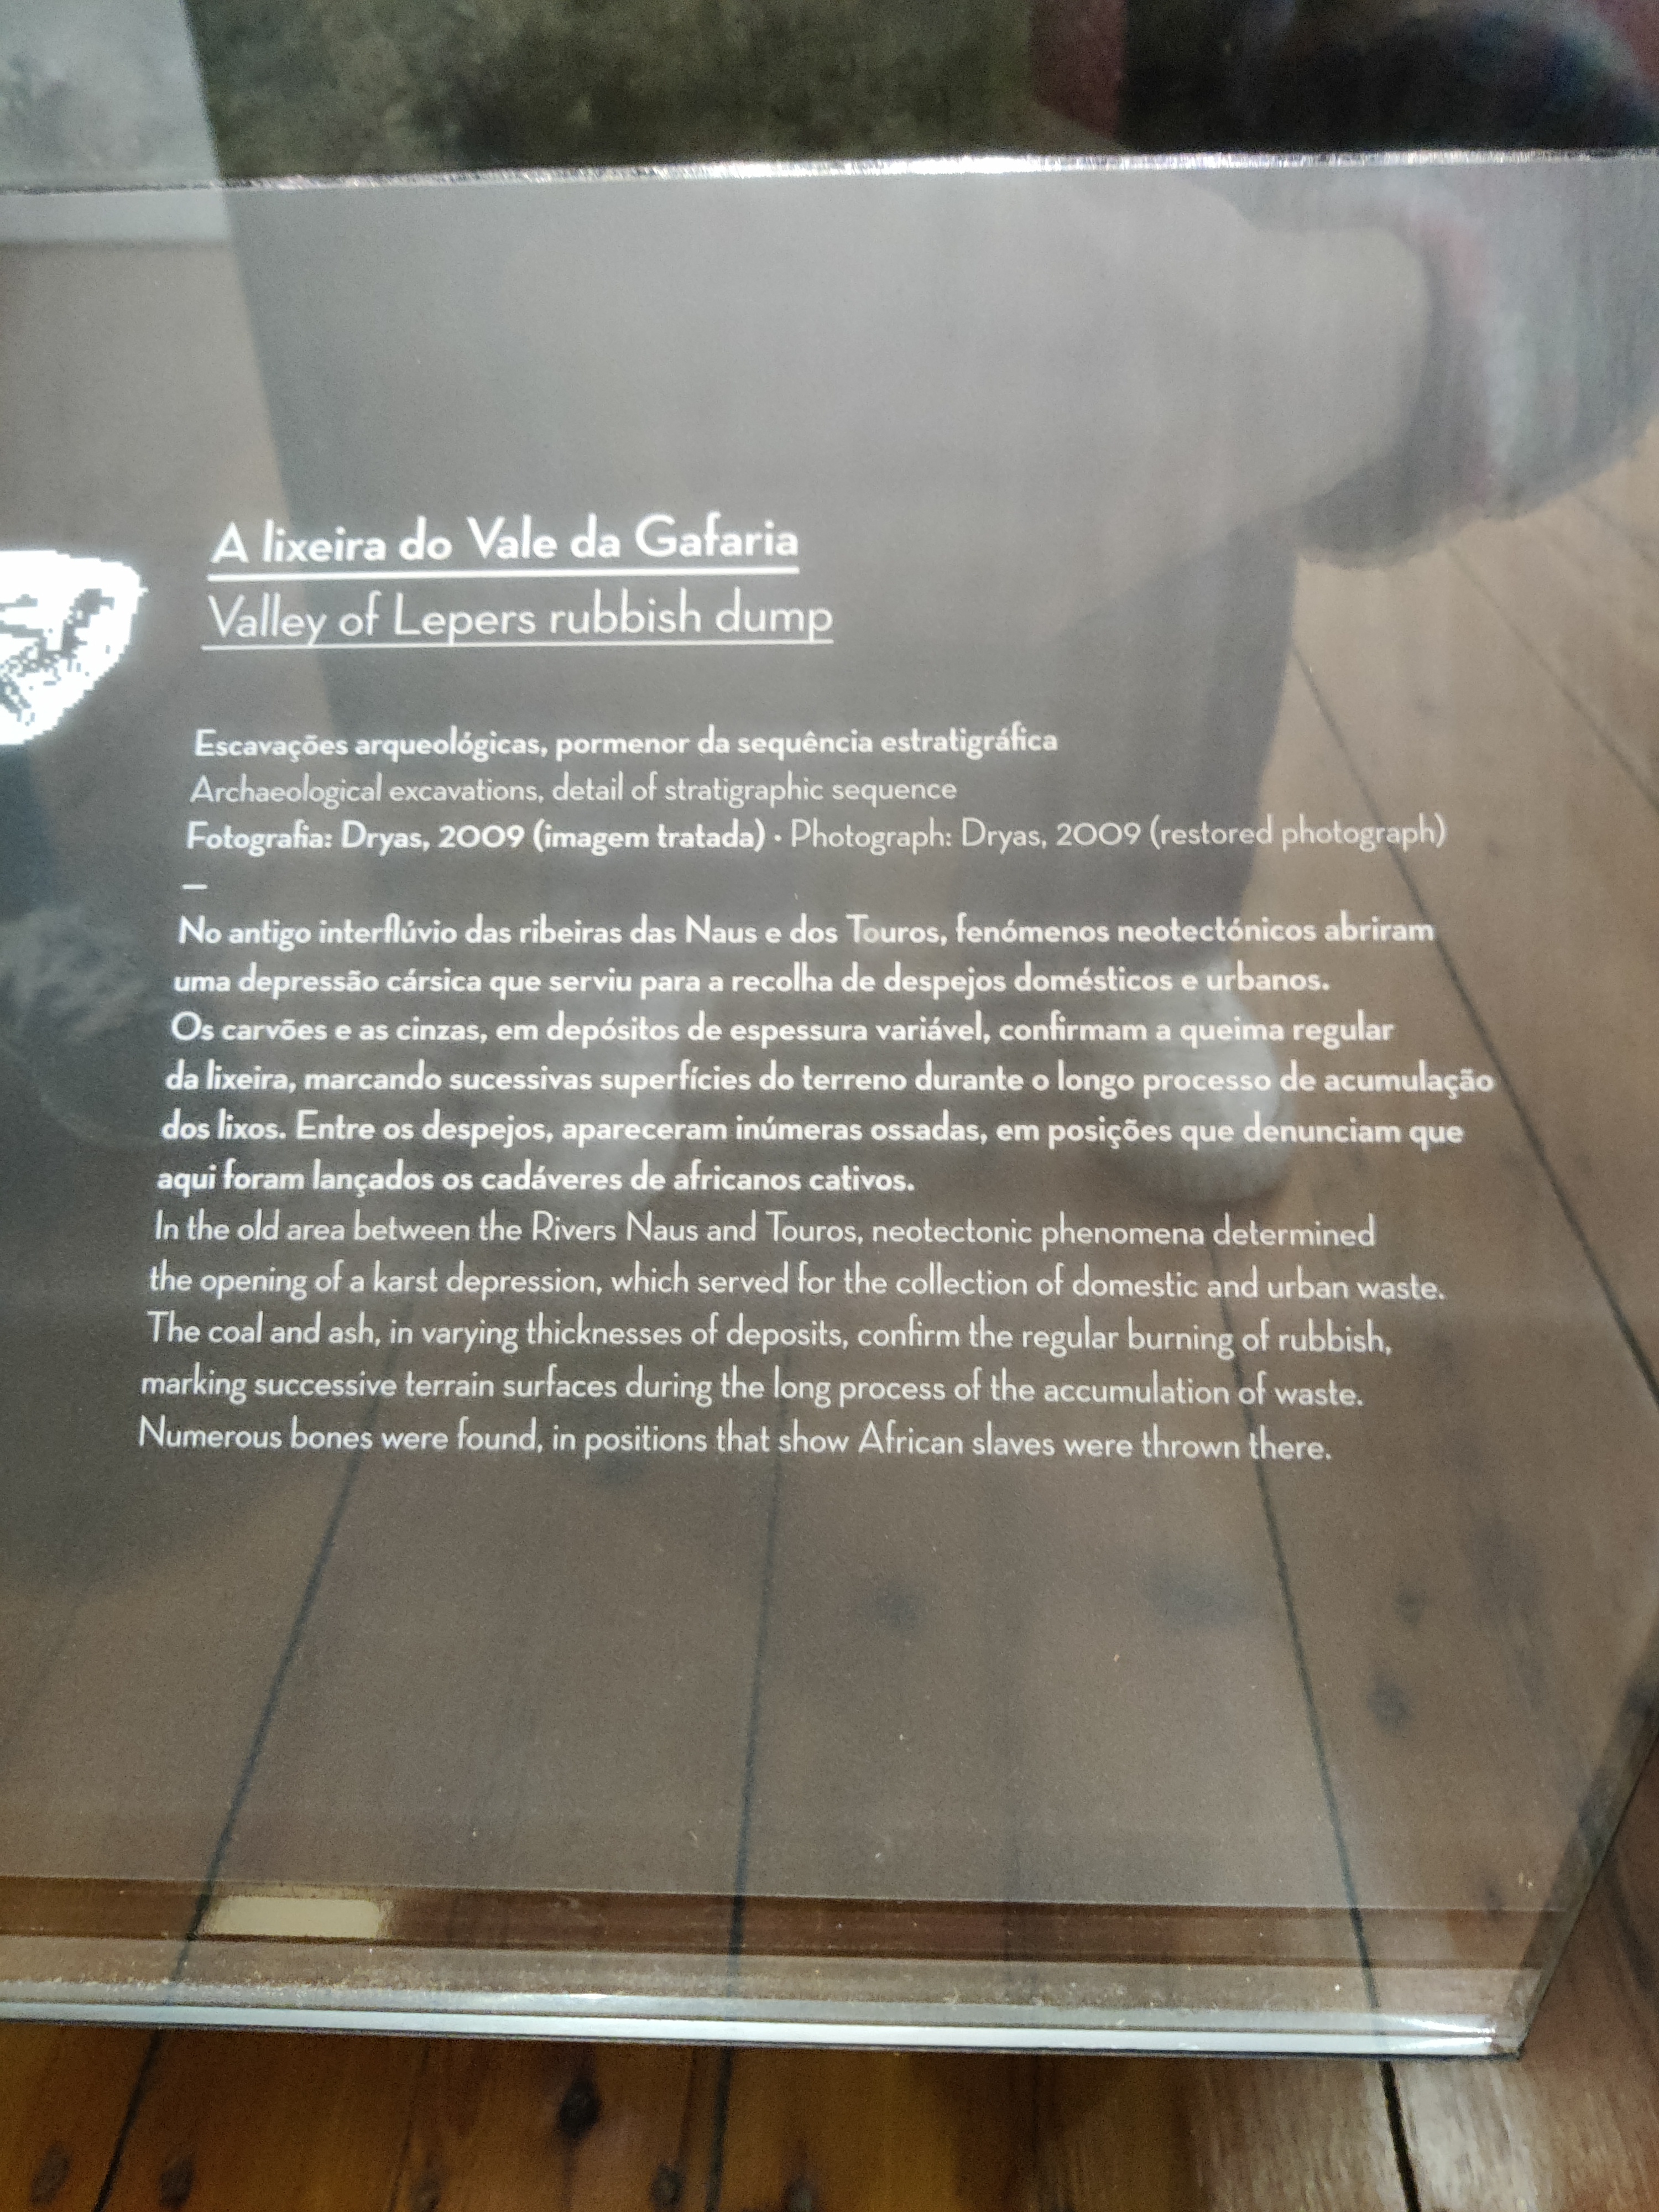 A lixeira do Vale da Gafaria
Valley of Lepers rubbish dump
Escavações arqueológicas, pormenor da sequência estratigráfica
Archaeological excavations, detail of stratigraphic sequence
Fotografia: Dryas, 2009 (imagem tratada) • Photograph: Dryas, 2009 (restored photograph)
—
No antigo interflúvio das ribeiras das Naus e dos Touros, fenómenos neotectónicos abriram
uma depressão cársica que serviu para a recolha de despejos domésticos e urbanos.
Os carvões e as cinzas, em depósitos de espessura variável, confirmam a queima regular
da lixeira, marcando sucessivas superfícies do terreno durante o longo processo de acumulação
dos lixos. Entre os despejos, apareceram inúmeras ossadas, em posições que denunciam que
aqui foram lançados os cadáveres de africanos cativos.
In the old area between the Rivers Naus and Touros, neotectonic phenomena determined
the opening of a karst depression, which served for the collection of domestic and urban waste.
The coal and ash, in varying thicknesses of deposits, confirm the regular burning of rubbish,
marking successive terrain surfaces during the long process of the accumulation of waste.
Numerous bones were found, in positions that show African slaves were thrown there.